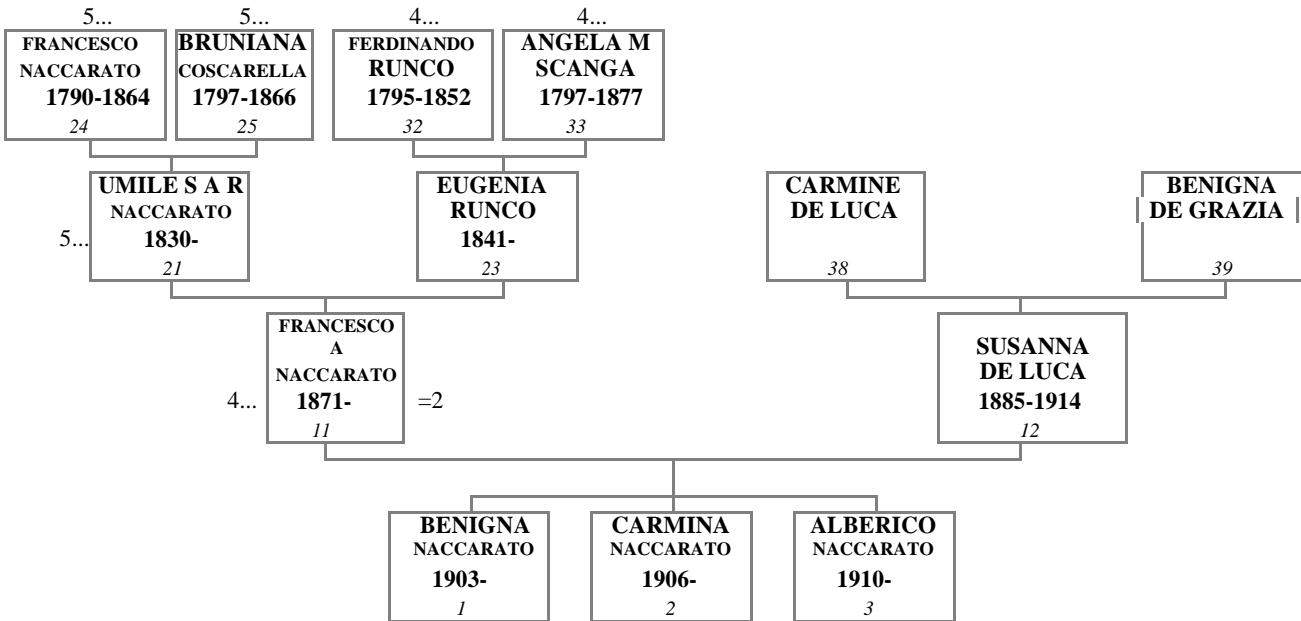 5...
5...
4...
4...
FRANCESCO
NACCARATO
1790-1864
24
BRUNIANA
COSCARELLA
1797-1866
25
FERDINANDO
RUNCO
1795-1852
32
ANGELA M
SCANGA
1797-1877
33
5...
UMILE S A R
NACCARATO
1830-
21
EUGENIA
RUNCO
1841-
23
CARMINE
DE LUCA
38
BENIGNA
DE GRAZIA
39
4...
FRANCESCO
A
NACCARATO
1871-
11
=2
SUSANNA
DE LUCA
1885-1914
12
BENIGNA
NACCARATO
1903-
1
CARMINA
NACCARATO
1906-
2
ALBERICO
NACCARATO
1910-
3